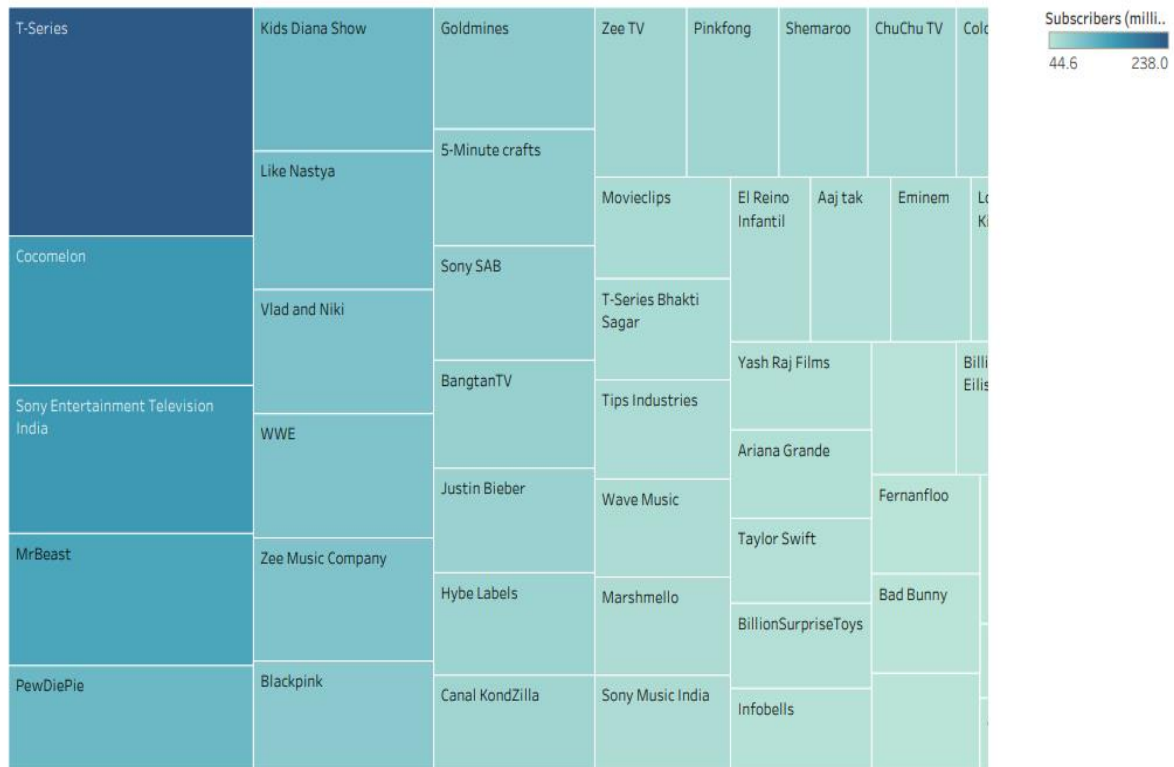 T-Series
Cocomelon
Sony Entertainment Television
India
MrBeast
PewDiePie
Kids Diana Show
Like Nastya
Vlad and Niki
WWE
Zee Music Company
Blackpink
Goldmines
5-Minute crafts
Sony SAB
BangtanTV
Justin Bieber
Hybe Labels
Canal KondZilla
Zee TV
Pinkfong
Shemaroo
ChuChu TV
Movieclips
T-Series Bhakti
Sagar
Tips Industries
Wave Music
Marshmello
Sony Music India
El Reino
Infantil
Aaj tak
Eminem
Yash Raj Films
Ariana Grande
Taylor Swift
BillionSurpriseToys
Infobells
Billi
Eilis
Fernanfloo
Bad Bunny
Subscribers (milli..
44.6
238.0